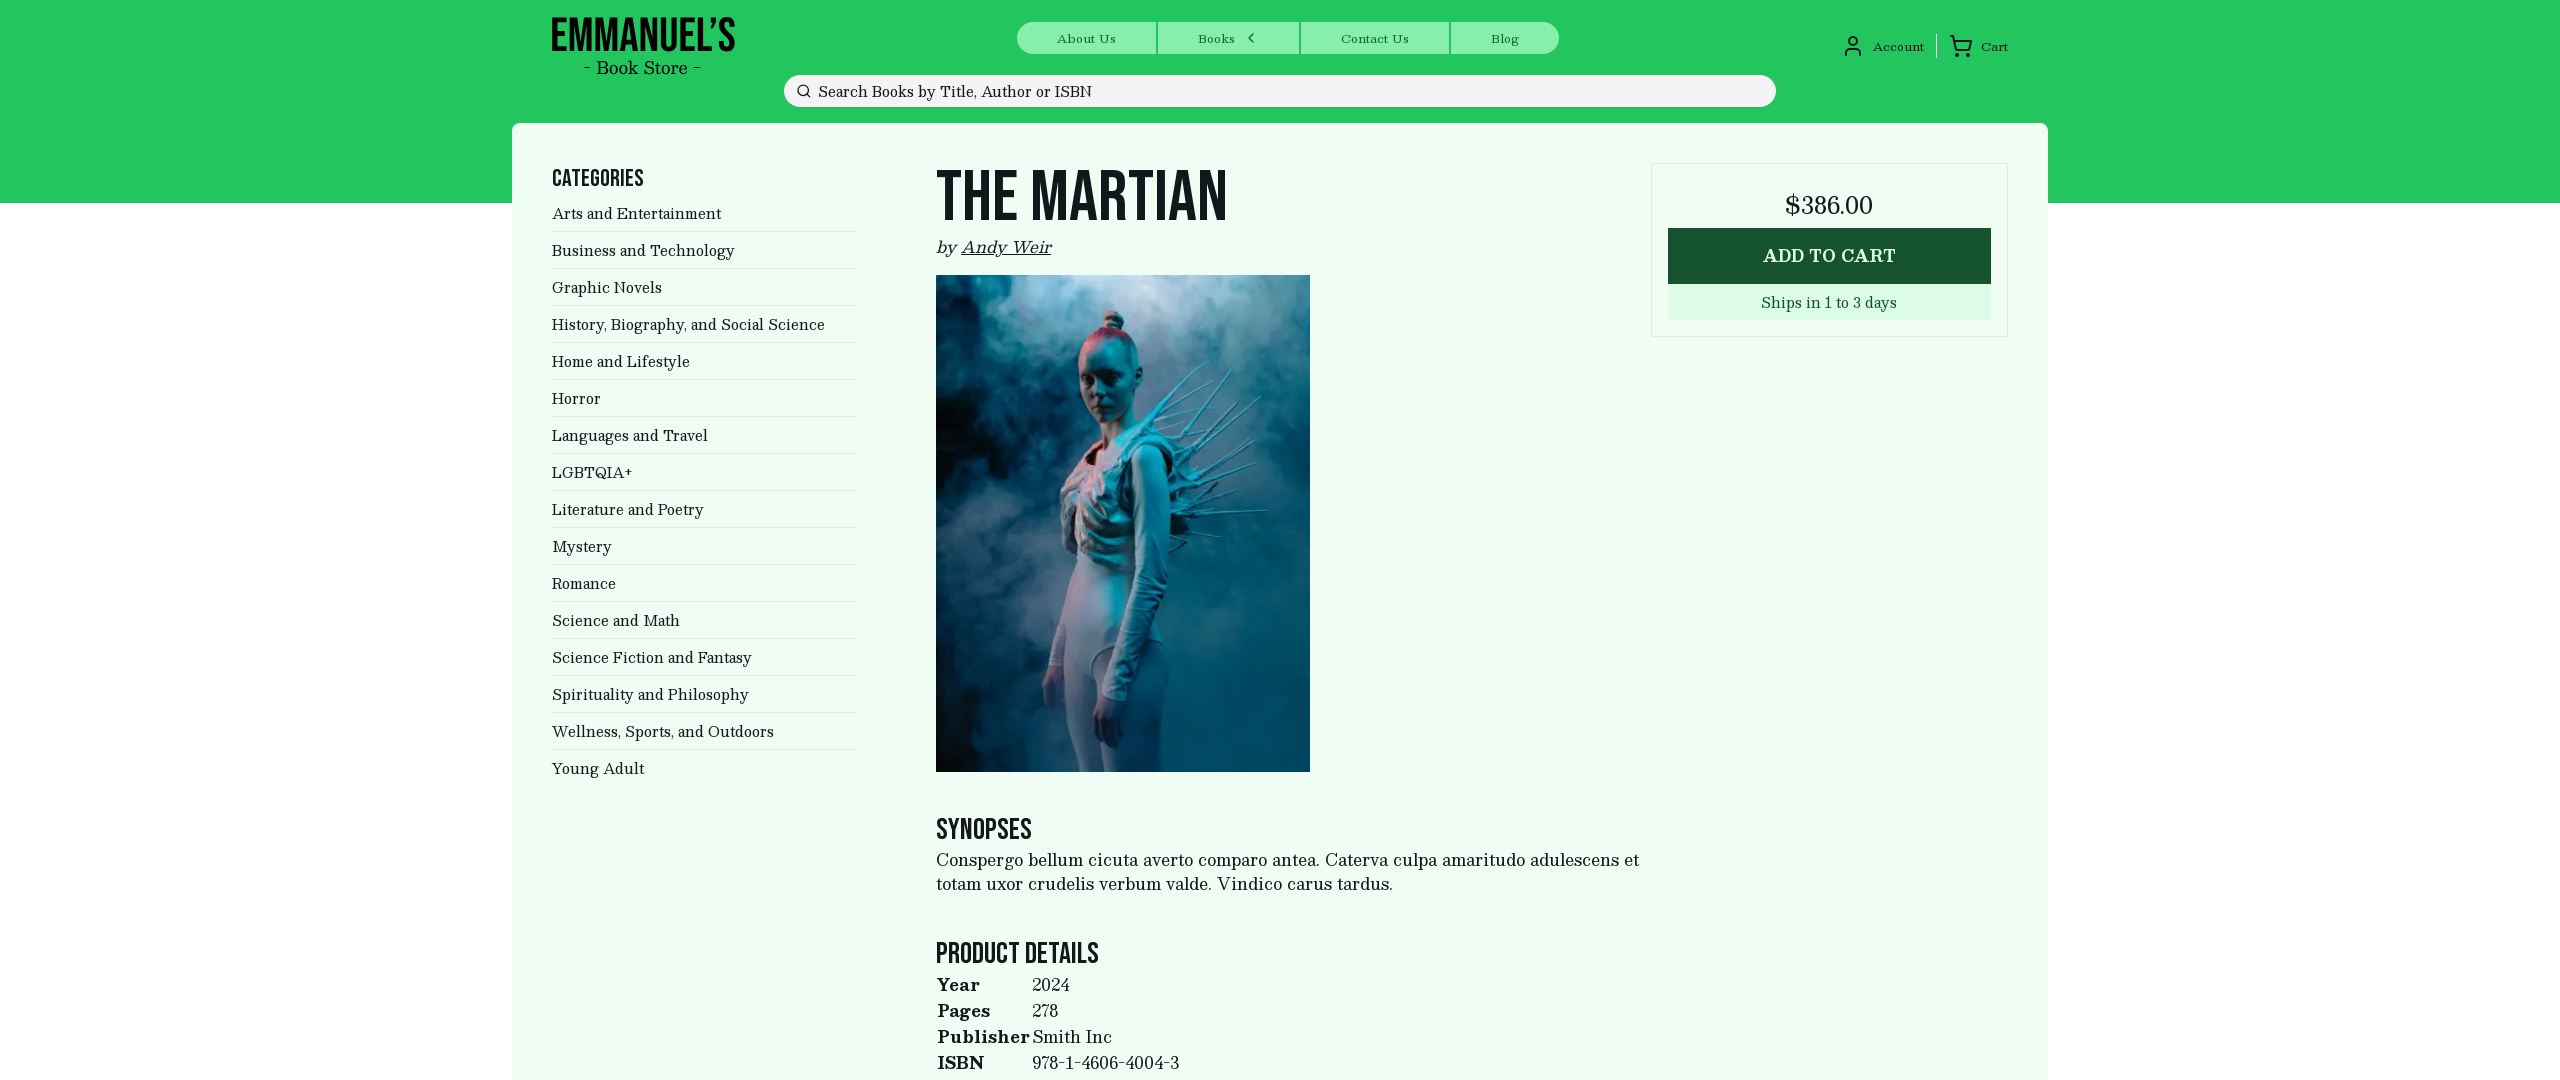 EMMANUEL'S
- Book Store -
About Us
Books
Contact Us
Blog
Account
Cart
Search Books by Title, Author or ISBN
CATEGORIES
Arts and Entertainment
Business and Technology
Graphic Novels
History, Biography, and Social Science
Home and Lifestyle
Horror
Languages and Travel
LGBTQIA+
Literature and Poetry
Mystery
Romance
Science and Math
Science Fiction and Fantasy
Spirituality and Philosophy
Wellness, Sports, and Outdoors
Young Adult
THE MARTIAN
by Andy Weir
SYNOPSES
Conspergo bellum cicuta averto comparo antea. Caterva culpa amaritudo adulescens et
totam uxor crudelis verbum valde. Vindico carus tardus.
PRODUCT DETAILS
Year 2024
Pages 278
Publisher Smith Inc
ISBN 978-1-4606-4004-3
$386.00
ADD TO CART
Ships in 1 to 3 days